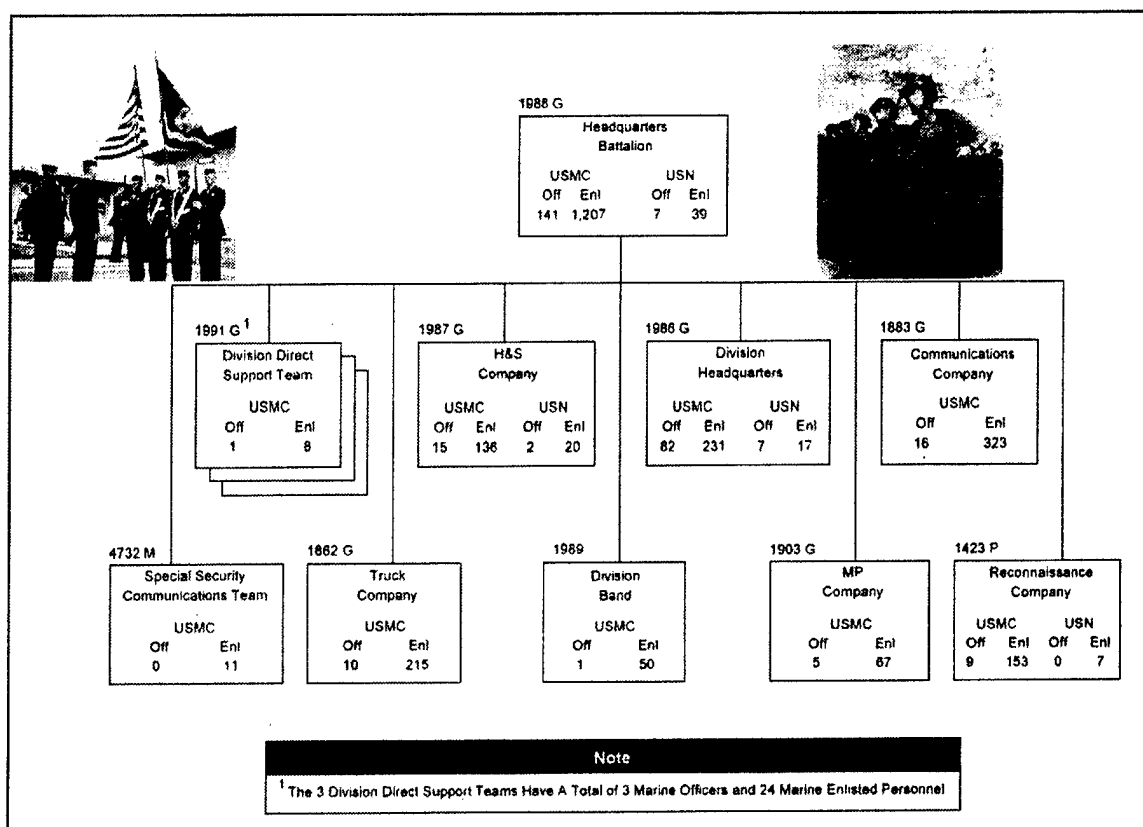 1988 G
Headquarters
Battalion
USMC USN
Off Enl Off Enl
141 1,207 7 39
1991 G 1
Division Direct
Support Team
USMC
Off Enl
1 8
1987 G
H&S
Company
USMC USN
Off Enl Off Enl
15 136 2 20
1986 G
Division
Headquarters
USMC USN
Off Enl Off Enl
82 231 7 17
1883 G
Communications
Company
USMC
Off Enl
16 323
4732 M
Special Security
Communications Team
USMC
Off Enl
0 11
1862 G
Truck
Company
USMC
Off Enl
10 215
1989
Division
Band
USMC
Off Enl
1 50
1903 G
MP
Company
USMC
Off Enl
5 67
1423 P
Reconnaissance
Company
USMC USN
Off Enl Off Enl
9 153 0 7
Note
1 The 3 Division Direct Support Teams Have A Total of 3 Marine Officers and 24 Marine Enlisted Personnel